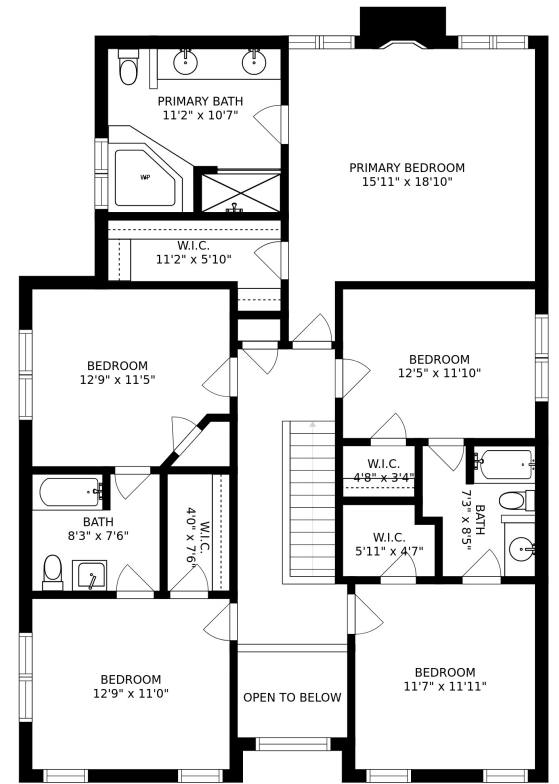 PRIMARY BATH
11'2" x 10'7"
PRIMARY BEDROOM
15'11" x 18'10"
WP
W.I.C.
11'2" x 5'10"
BEDROOM
12'9" x 11'5"
BEDROOM
12'5" x 11'10"
W.I.C.
4'8" x 3'4"
BATH
7'3" x 8'5"
BATH
8'3" x 7'6"
W.I.C.
4'0" x 7'6"
W.I.C.
5'11" x 4'7"
BEDROOM
12'9" x 11'0"
OPEN TO BELOW
BEDROOM
11'7" x 11'11"